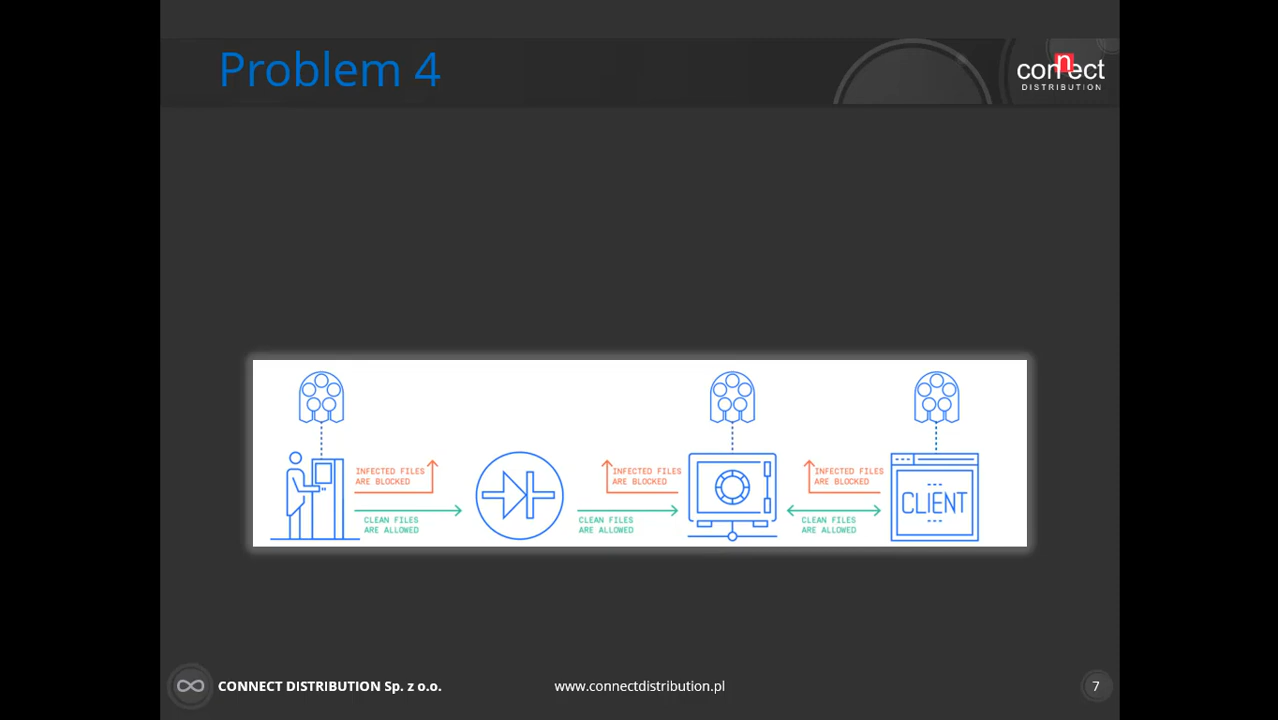 Problem 4
connect
DISTRIBUTION
INFECTED FILES
ARE BLOCKED
CLEAN FILES
ARE ALLOWED
INFECTED FILES
ARE BLOCKED
CLEAN FILES
ARE ALLOWED
INFECTED FILES
ARE BLOCKED
CLEAN FILES
ARE ALLOWED
CLIENT
CONNECT DISTRIBUTION Sp. z o.o.
www.connectdistribution.pl
7